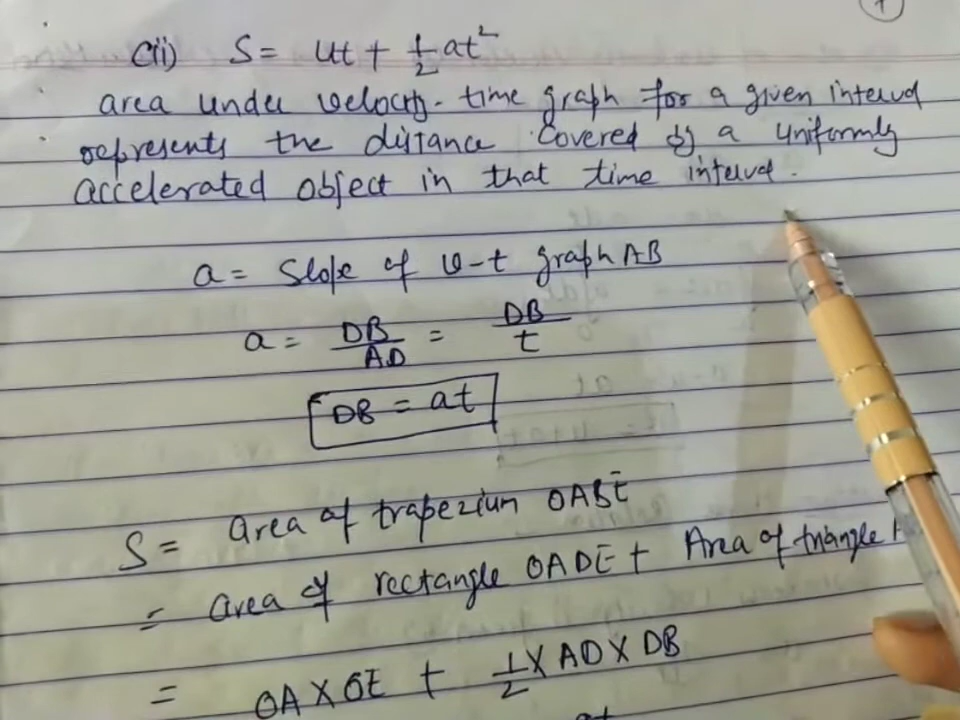 (ii) S = ut + 1/2 at²
area under velocity-time graph for a given interval
represents the distance covered by a uniformly
accelerated object in that time interval.
a = Slope of v-t graph AB
a = DB/AD = DB/t
DB = at
S = area of trapezium OABE
= area of rectangle OADE + Area of triangle
= OA X OE + 1/2 X AD X DB
at